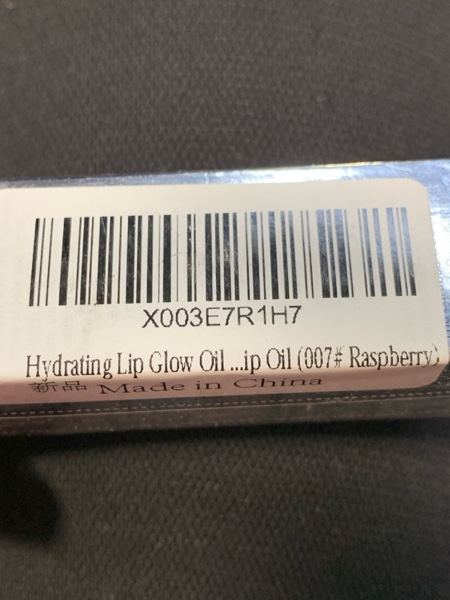 X003E7R1H7
Hydrating Lip Glow Oil ...ip Oil (007# Raspberry)
新品 Made in China